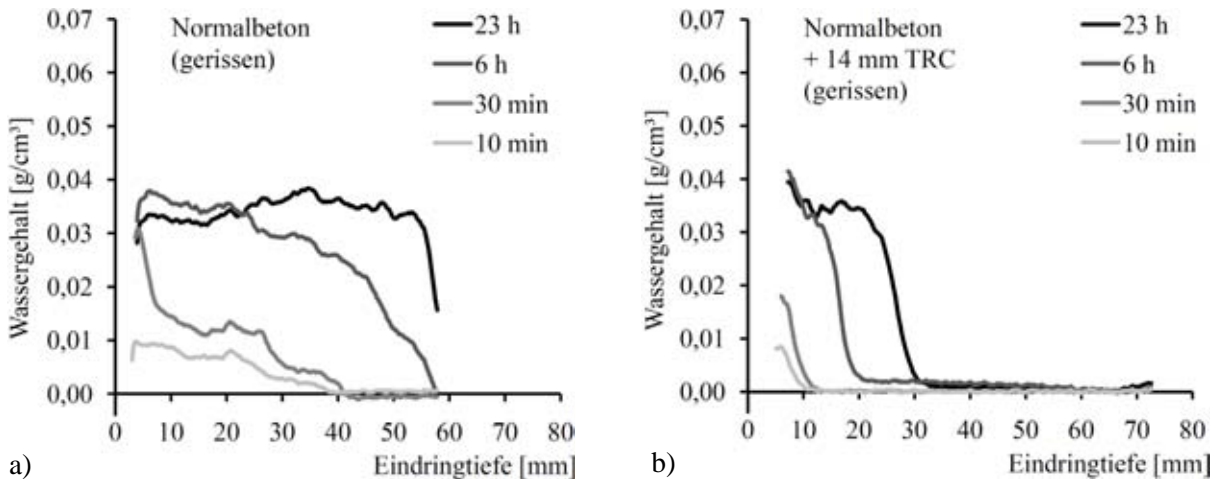 Normalbeton
(gerissen)
23 h
6 h
30 min
10 min
Wassergehalt [g/cm³]
0,07
0,06
0,05
0,04
0,03
0,02
0,01
0,00
0 10 20 30 40 50 60 70 80
Eindringtiefe [mm]
a)
Normalbeton
+ 14 mm TRC
(gerissen)
23 h
6 h
30 min
10 min
Wassergehalt [g/cm³]
0,07
0,06
0,05
0,04
0,03
0,02
0,01
0,00
0 10 20 30 40 50 60 70 80
Eindringtiefe [mm]
b)